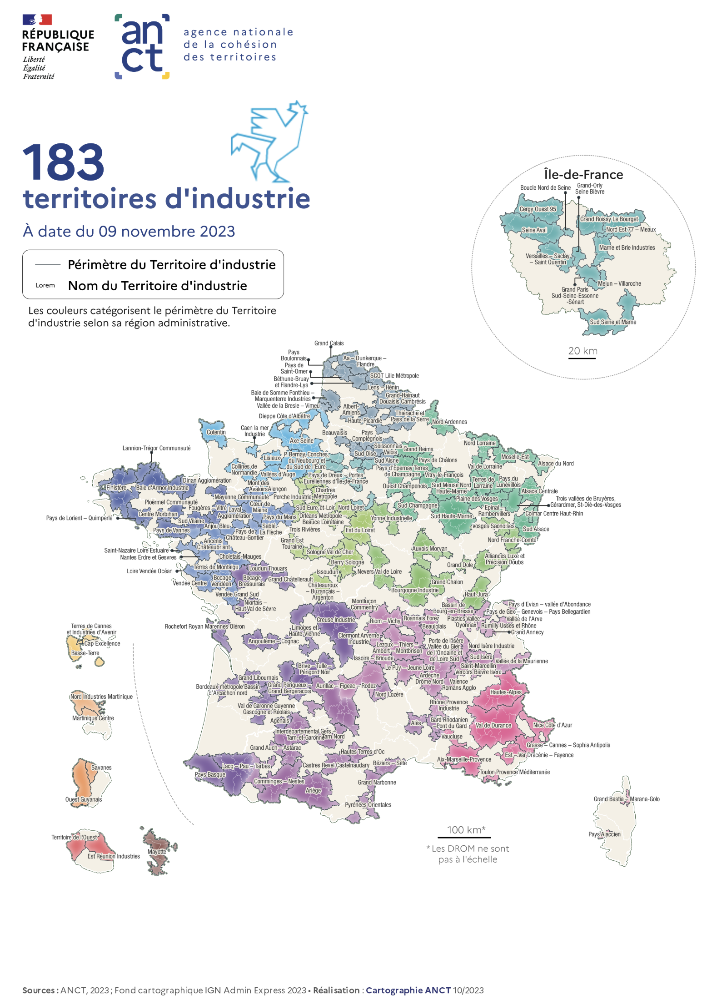 RÉPUBLIQUE
FRANÇAISE
Liberté
Égalité
Fraternité
an
ct
agence nationale
de la cohésion
des territoires
183
territoires d'industrie
À date du 09 novembre 2023
Périmètre du Territoire d'industrie
Lorem Nom du Territoire d'industrie
Les couleurs catégorisent le périmètre du Territoire
d'industrie selon sa région administrative.
Île-de-France
Boucle Nord de Seine
Grand-Orly
Seine Bièvre
Cergy Ouest 95
Grand Roissy Le Bourget
Seine Aval
Nord Est 77 – Meaux
Marne et Brie Industries
Versailles – Saclay
– Saint Quentin
Melun – Villaroche
Grand Paris
Sud-Seine-Essonne
-Sénart
Sud Seine et Marne
20 km
Grand Calais
Pays
Boulonnais
Aa – Dunkerque –
Flandre
Pays de
Saint-Omer
SCOT Lille Métropole
Béthune-Bruay
et Flandre-Lys
Lens – Hénin
Baie de Somme Ponthieu –
Marquenterre Industries
Vallée de la Bresle – Vimeu
Grand-Hainaut
Douaisis Cambrésis
Albert-
Amiens
Thiérache et
Pays de la Serre
Haute-Picardie
Nord Ardennes
Dieppe Côte d'Albâtre
Cotentin
Caen la mer
Industrie
Axe Seine
Beauvaisis
Pays
Compiégnois
Soissonnais
Valois
Sud Oise
Sud Aisne
Grand Reims
Nord Lorraine
Moselle-Est
Alsace du Nord
Lannion-Trégor Communauté
Lisieux
P. Bernay, Conches,
du Neubourg et
du Sud de l'Eure
Collines de
Normandie
Vallées d'Auge
Pays de Châlons
Pays d'Épernay Terres
de Champagne
Vitry-le-François
Val de Lorraine
Pays de Dreux – Portes
Euréliennes d'Île-de-France
Dinan Agglomération
Finistère
Baie d'Armor Industrie
Mont des
Avaloirs
Alençon
Chartres
Métropole
Ouest Champenois
Sud Meuse Nord
Haute-Marne
Terres de
Lorraine
Pays du
Lunévillois
Alsace Centrale
Mayenne Communauté
Perche Industrie
Plaine des Vosges
Trois vallées de Bruyères,
Gérardmer, St-Dié-des-Vosges
Ploërmel Communauté
Fougères – Vitré
Laval
Agglomération
Cœur de
Maine
Sud Eure-et-Loir
Nord Loiret
Sud Champagne
Epinal –
Rambervillers
Colmar Centre Haut-Rhin
Pays de Lorient – Quimperlé
Centre Morbihan
Sud Vilaine
Pays du Mans
Orléans Métropole –
Beauce Loirétaine
Yonne Industrielle
Sud Haute-Marne
Pays de Vannes
Anjou Bleu
Pays de
Château-Gontier
Sablé -
La Flèche
Trois Rivières
Est du Loiret
Vosges Saonoises
Sud Alsace
Nord Franche-Comté
Ancenis
Châteaubriant
Grand Est
Touraine
Saint-Nazaire Loire Estuaire
Nantes Erdre et Gesvres
Choletais-Mauges
Sologne Val de Cher
Auxois Morvan
Alliances Luxe et
Précision Doubs
Loire Vendée Océan
Terres de Montaigu
Loudun Thouars
Berry Sologne
Grand Dole
Issoudun
Nevers Val de Loire
Vendée Centre
Bocage
Vendéen
Bocage
Bressuirais
Grand Châtellerault
Châteauroux
– Buzançais –
Argenton
Grand Chalon
Bourgogne Industrie
Vendée Grand Sud
Haut-Jura
Niortais –
Haut Val de Sèvre
Montluçon
Commentry
Bassin de
Bourg-en-Bresse
Pays d'Evian – vallée d'Abondance
Pays de Gex – Genevois – Pays Bellegardien
Creuse Industrie
Riom – Vichy
Roannais Forez
Beaujolais
Plastics Vallée –
Oyonnax
Vallée de l'Arve
Rumilly Usses et Rhône
Grand Annecy
Rochefort Royan Marennes Oléron
Limoges et
Haute-Vienne
Clermont Arverne
Industrie
Angoulême – Cognac
Lezoux – Thiers –
Ambert – Montbrison
Porte de l'Isère
Vallée du Gier,
de l'Ondaine et
de Loire Sud
Nord Isère Industrie
Sud Isère
Vallée de la Maurienne
Issoire – Brioude
Brive – Tulle –
Périgord Noir
Le Puy – Jeune Loire
Saint-Marcellin
Vercors Bièvre Isère
Grand Libournais
Ardèche
Drôme Nord
Valence
Romans Agglo
Bordeaux métropole Bassin
d'Arcachon nord
Grand Périgueux –
Grand Bergeracois
Aurillac – Figeac – Rodez
Nord Lozère
Hautes-Alpes
Val de Garonne Guyenne
Gascogne et Réolais
Rhône Provence
Industrie
Agenais
Alès
Gard Rhodanien
– Pont du Gard
Val de Durance
Nice Côte d'Azur
Interdépartemental Gers –
Tarn-et-Garonne
Tarn Nord
Vaucluse
Grasse – Cannes – Sophia Antipolis
Grand Auch – Astarac
Hautes Terres d'Oc
Est – Var Dracénie – Fayence
Lacq – Pau – Tarbes
Castres Revel Castelnaudary
Béziers – Sète
Aix-Marseille-Provence
Pays Basque
Toulon Provence Méditerranée
Comminges – Nestes
Grand Narbonne
Ariège
Pyrénées Orientales
Grand Bastia – Marana-Golo
Pays Ajaccien
Terres de Cannes
et Industries d'Avenir
Cap Excellence
Basse-Terre
Nord Industries Martinique
Martinique Centre
Savanes
Ouest Guyanais
Territoire de l'Ouest
Est Réunion Industries
Mayotte
100 km*
*Les DROM ne sont
pas à l'échelle
Sources : ANCT, 2023 ; Fond cartographique IGN Admin Express 2023 • Réalisation : Cartographie ANCT 10/2023